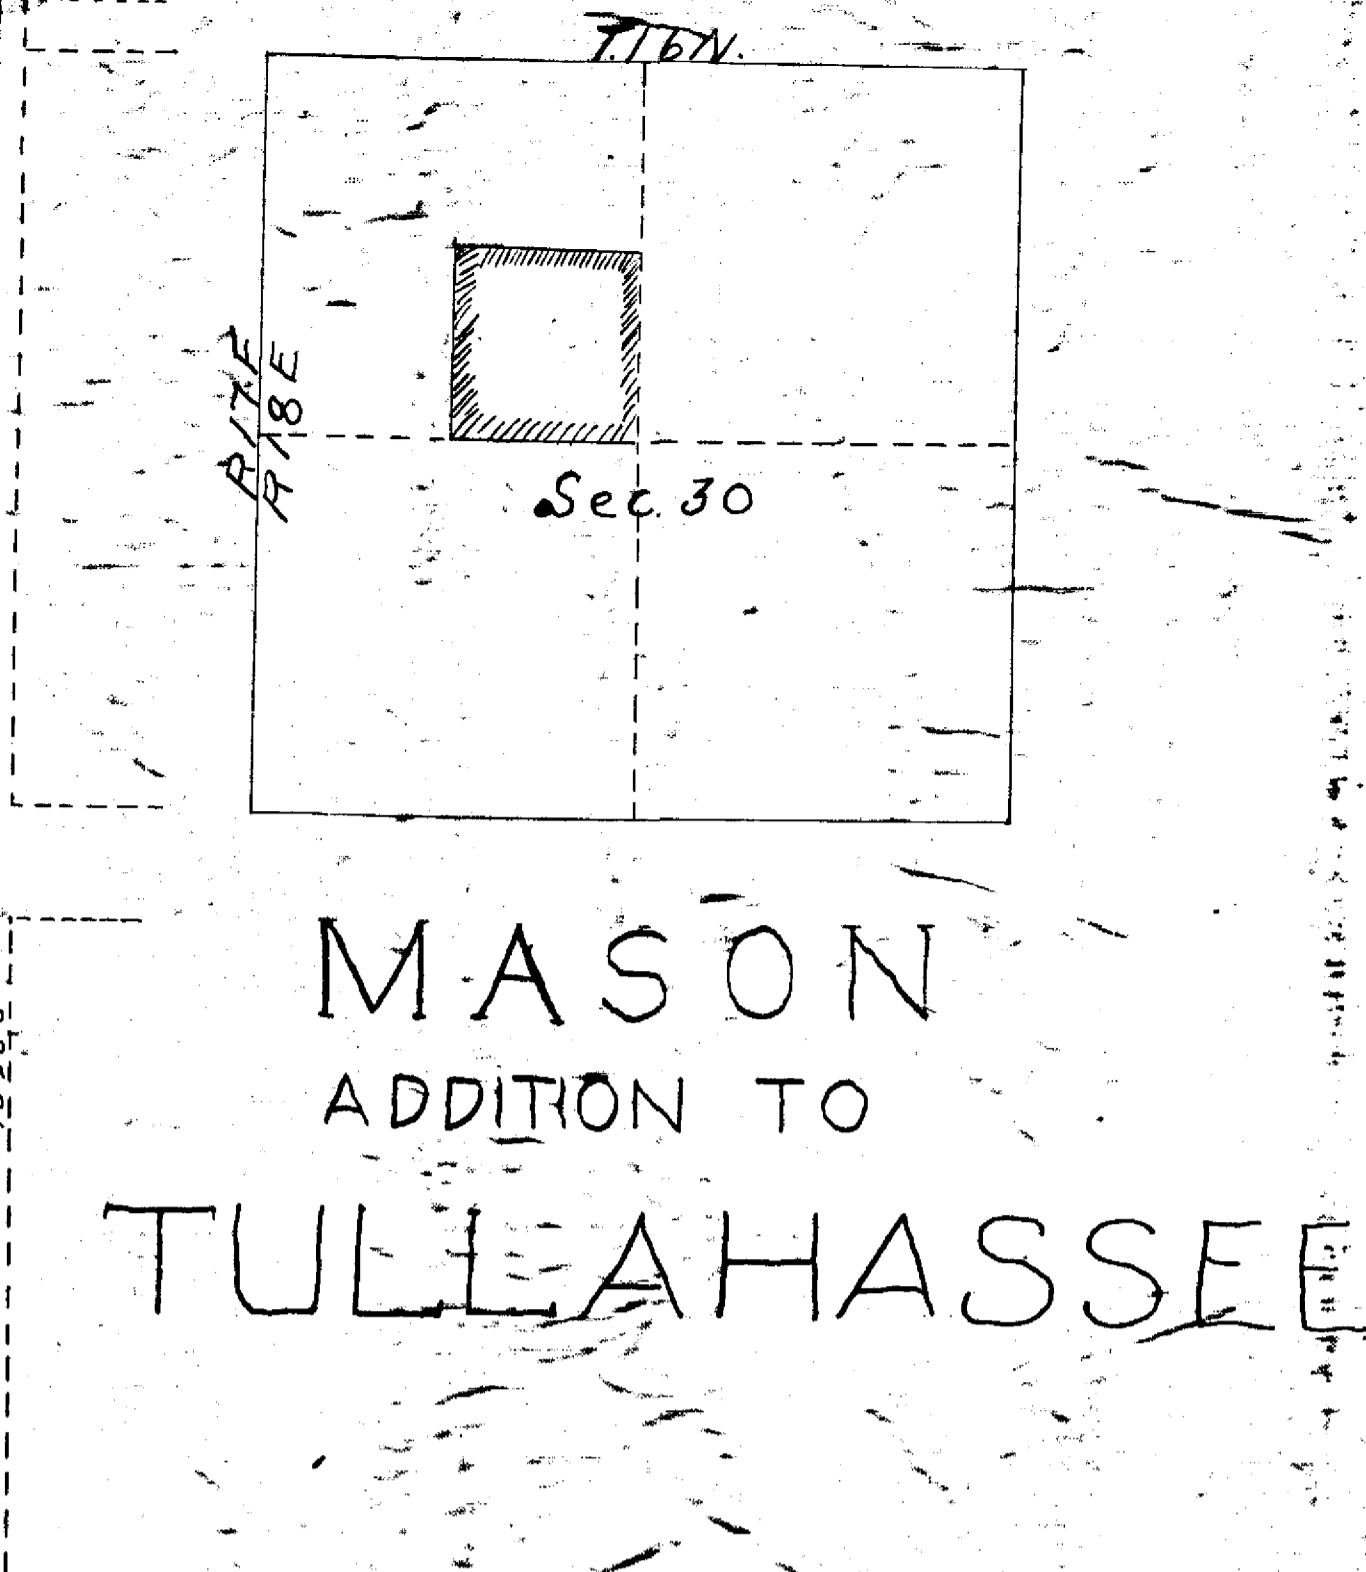 T.16N.
R17E
R18E
Sec. 30
MASON
ADDITION TO
TULLAHASSEE